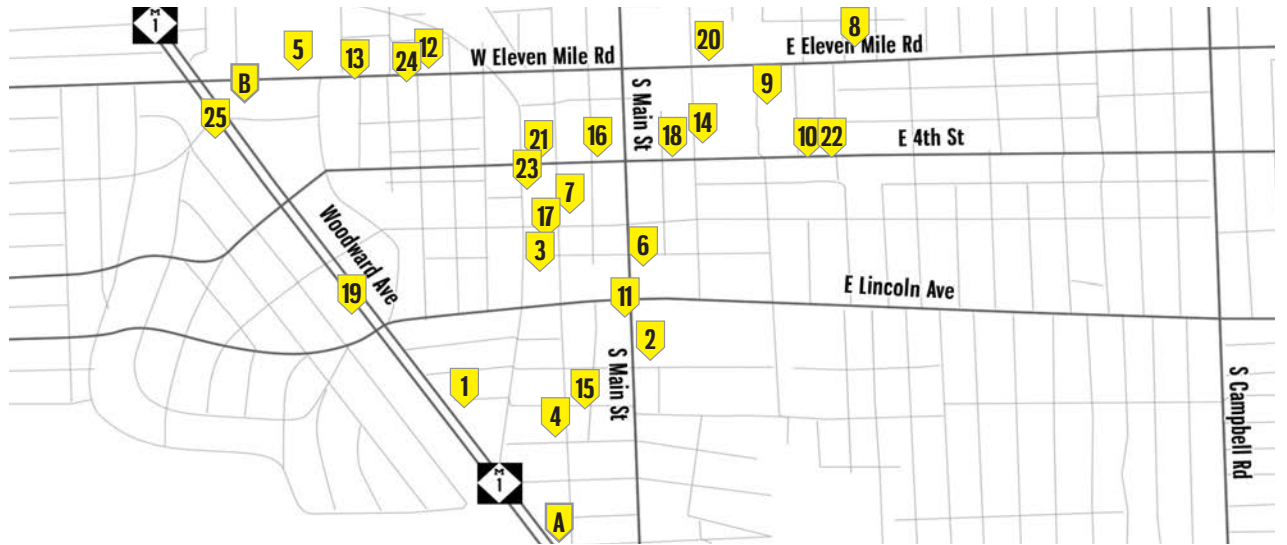 M
1
8
20
E Eleven Mile Rd
12
5
13
24
W Eleven Mile Rd
B
9
25
S Main St
14
21
16
18
10
22
E 4th St
23
7
17
Woodward Ave
3
6
19
11
E Lincoln Ave
2
S Main St
1
15
4
S Campbell Rd
M
1
A